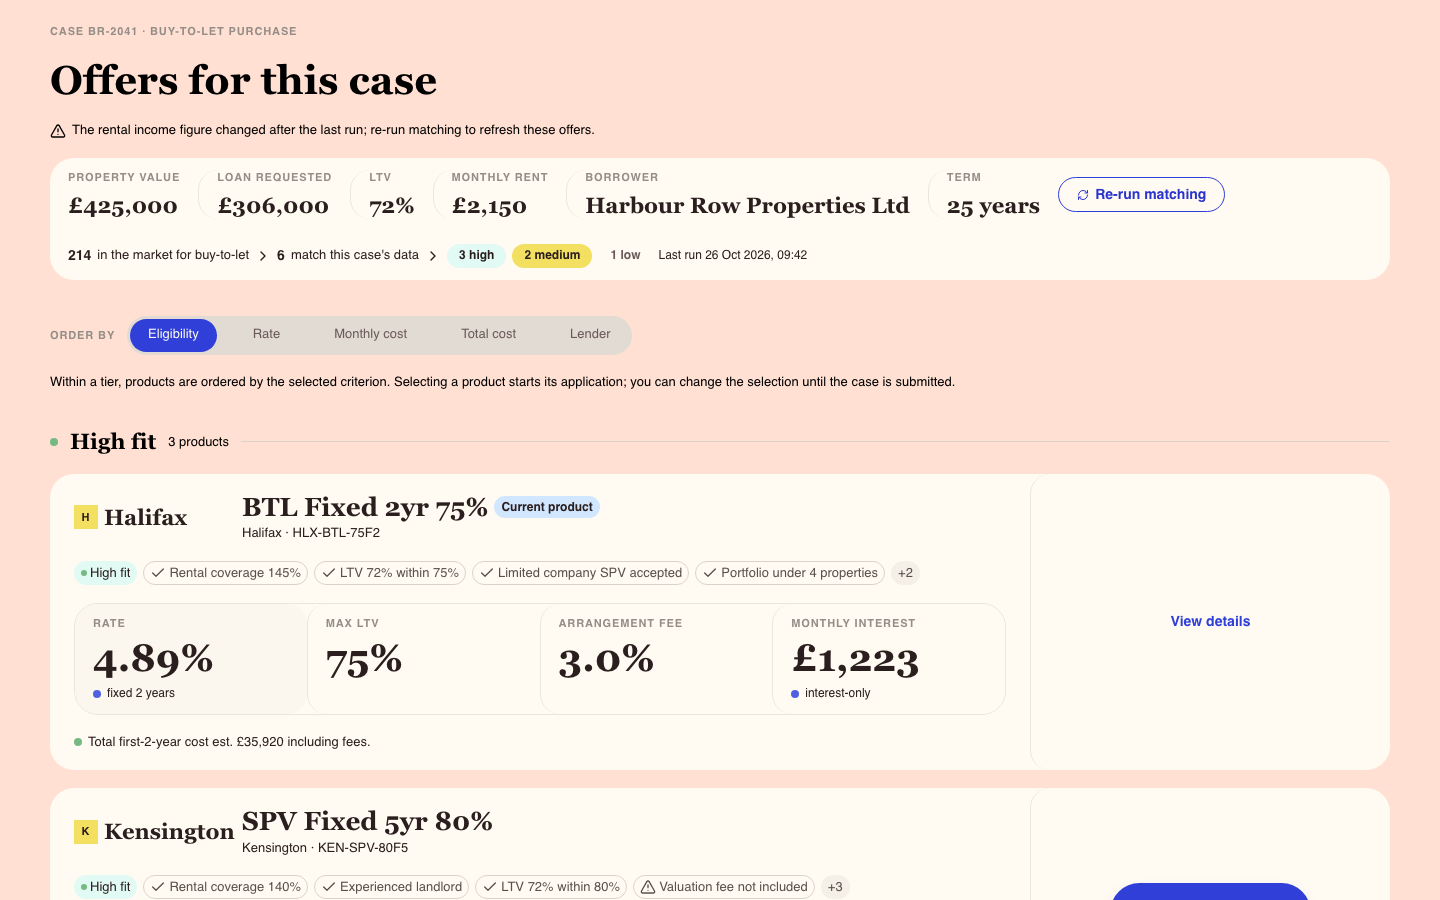 CASE BR-2041 · BUY-TO-LET PURCHASE
Offers for this case
The rental income figure changed after the last run; re-run matching to refresh these offers.
PROPERTY VALUE LOAN REQUESTED LTV MONTHLY RENT BORROWER TERM
£425,000 £306,000 72% £2,150 Harbour Row Properties Ltd 25 years Re-run matching
214 in the market for buy-to-let 6 match this case's data 3 high 2 medium 1 low Last run 26 Oct 2026, 09:42
ORDER BY Eligibility Rate Monthly cost Total cost Lender
Within a tier, products are ordered by the selected criterion. Selecting a product starts its application; you can change the selection until the case is submitted.
High fit 3 products
H Halifax BTL Fixed 2yr 75% Current product
Halifax · HLX-BTL-75F2
High fit Rental coverage 145% LTV 72% within 75% Limited company SPV accepted Portfolio under 4 properties +2
RATE MAX LTV ARRANGEMENT FEE MONTHLY INTEREST
4.89% 75% 3.0% £1,223
fixed 2 years interest-only
View details
Total first-2-year cost est. £35,920 including fees.
K Kensington SPV Fixed 5yr 80%
Kensington · KEN-SPV-80F5
High fit Rental coverage 140% Experienced landlord LTV 72% within 80% Valuation fee not included +3